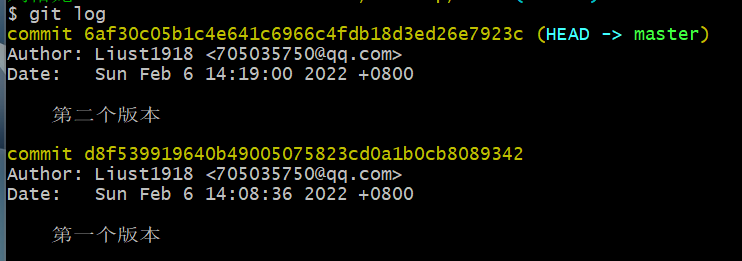 $ git log
commit 6af30c05b1c4e641c6966c4fdb18d3ed26e7923c (HEAD -> master)
Author: Liust1918 <705035750@qq.com>
Date:   Sun Feb 6 14:19:00 2022 +0800
第二个版本
commit d8f539919640b49005075823cd0a1b0cb8089342
Author: Liust1918 <705035750@qq.com>
Date:   Sun Feb 6 14:08:36 2022 +0800
第一个版本